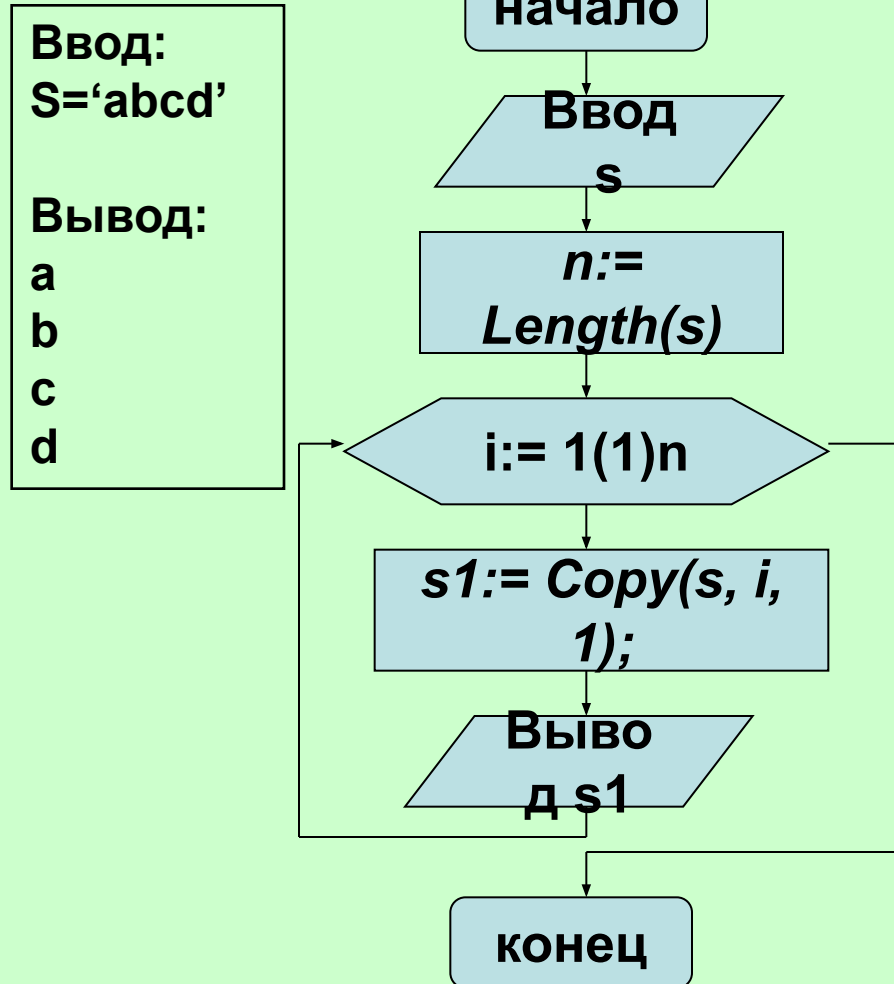 Ввод:
S=‘abcd’
Вывод:
a
b
c
d
начало
Ввод
s
n:=
Length(s)
i:= 1(1)n
s1:= Copy(s, i,
1);
Выво
д s1
конец